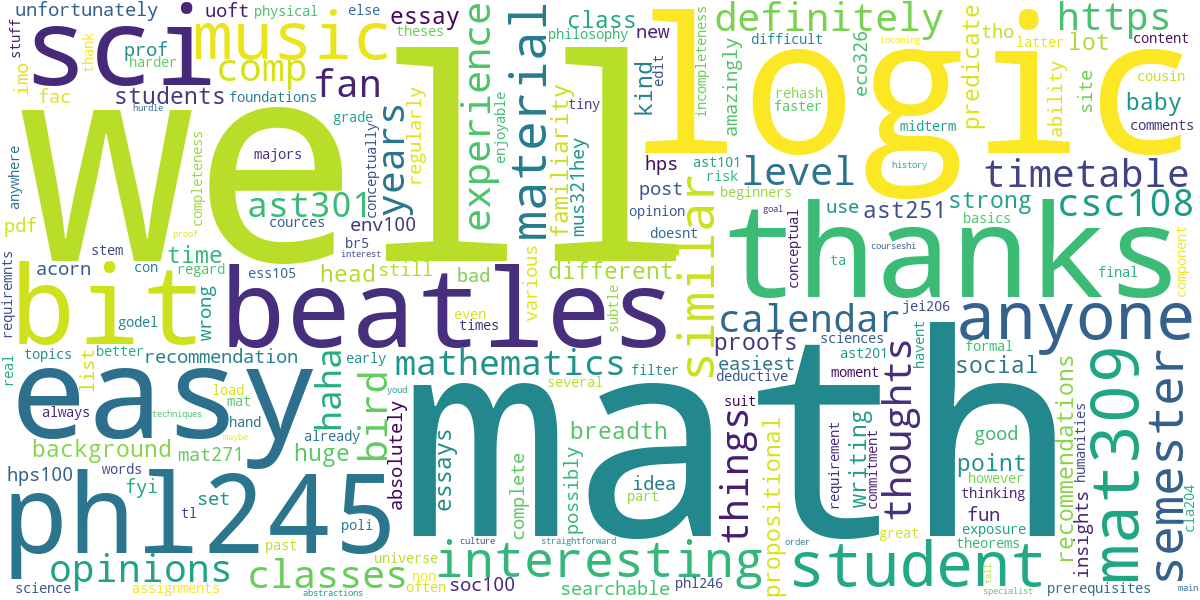 unfortunately
uoft
physical
else
essay
theses
class
philosophy
new
definitely
difficult
incoming
https
tho
latter
content
stuff
thank
sci
prof
harder
music
comp
imo
fac
students
hurdle
foundations
fan
experience
enjoyable
material
tiny
kind
edit
incompleteness
logic
amazingly
rehash
faster
eco326
midterm
predicate
ability
lot
site
cousin
baby
comments
anywhere
well
completeness
majors
grade
conceptually
years
regularly
familiarity
mus321hey
hps
post
opinion
doesnt
ast101
risk
beginners
level
history
timetable
ast251
strong
csc108
use
basics
pdf
proof
ast301
cources
env100
stem
con
time
br5
interest
similar
thanks
goal
conceptual
courseshi
ta
final
component
requiremnts
acorn
regard
ess105
head
still
bad
various
different
subtle
bit
godel
wrong
beatles
even
times
calendar
jei206
anyone
real
topics
better
recommendation
early
mathematics
filter
proofs
easiest
deductive
sciences
ast201
moment
havent
formal
social
list
easy
load
mat
always
techniques
hand
maybe
haha
bird
youd
several
math
suit
thoughts
recommendations
humanities
mat309
semester
background
mat271
already
huge
absolutely
essays
breadth
things
propositional
requirement
writing
commitment
good
point
however
thinking
insights
cla204
hps100
words
fyi
set
tl
phl245
poli
complete
possibly
idea
part
great
fun
exposure
theorems
past
universe
culture
straightforward
order
opinions
classes
non
often
interesting
soc100
searchable
phl246
student
tall
specialist
prerequisites
main
science
assignments
abstractions